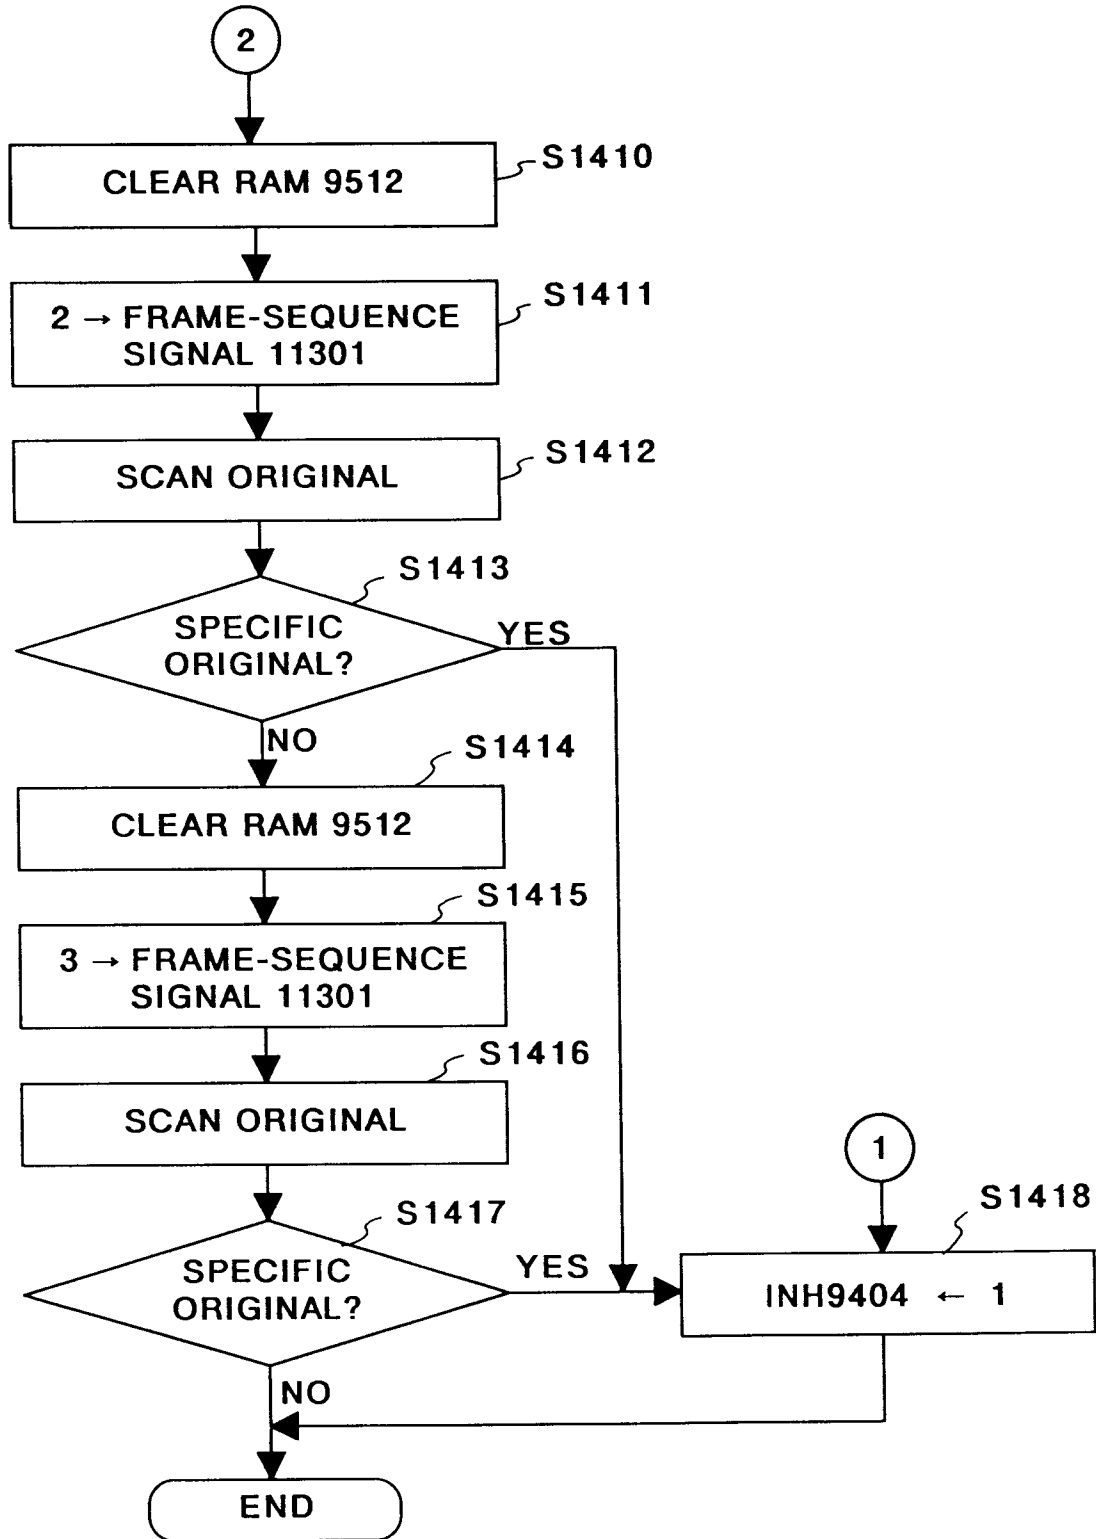 2
CLEAR RAM 9512
S1410
2 → FRAME-SEQUENCE
SIGNAL 11301
S1411
SCAN ORIGINAL
S1412
S1413
SPECIFIC
ORIGINAL?
YES
NO
S1414
CLEAR RAM 9512
S1415
3 → FRAME-SEQUENCE
SIGNAL 11301
S1416
SCAN ORIGINAL
S1417
SPECIFIC
ORIGINAL?
YES
1
S1418
INH9404 ← 1
NO
END